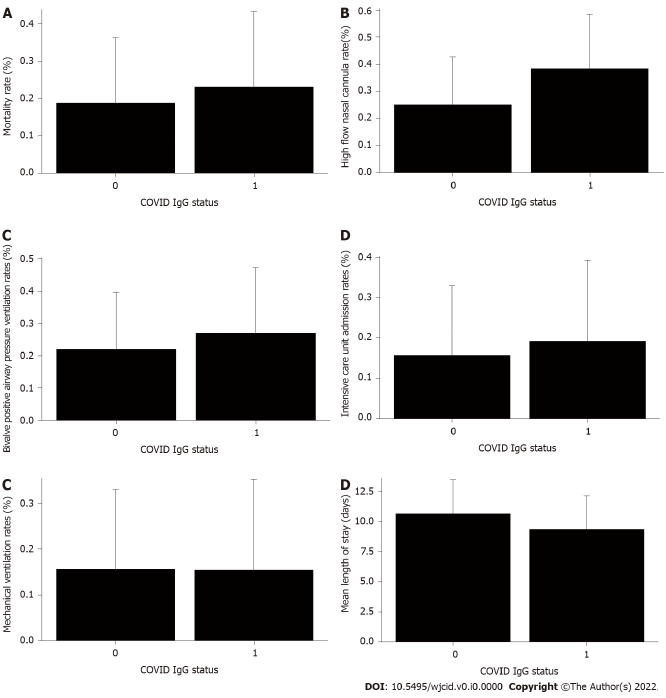 A
Mortality rate (%)
0.4
0.3
0.2
0.1
0.0
0 1
COVID IgG status
B
High flow nasal cannula rate(%)
0.6
0.5
0.4
0.3
0.2
0.1
0.0
0 1
COVID IgG status
C
Bivalve positive airway pressure ventilation rates (%)
0.5
0.4
0.3
0.2
0.1
0.0
0 1
COVID IgG status
D
Intensive care unit admission rates (%)
0.4
0.3
0.2
0.1
0.0
0 1
COVID IgG status
C
Mechanical ventilation rates (%)
0.3
0.2
0.1
0.0
0 1
COVID IgG status
D
Mean length of stay (days)
12.5
10.0
7.5
5.0
2.5
0.0
0 1
COVID IgG status
DOI: 10.5495/wjcid.v0.i0.0000 Copyright ©The Author(s) 2022